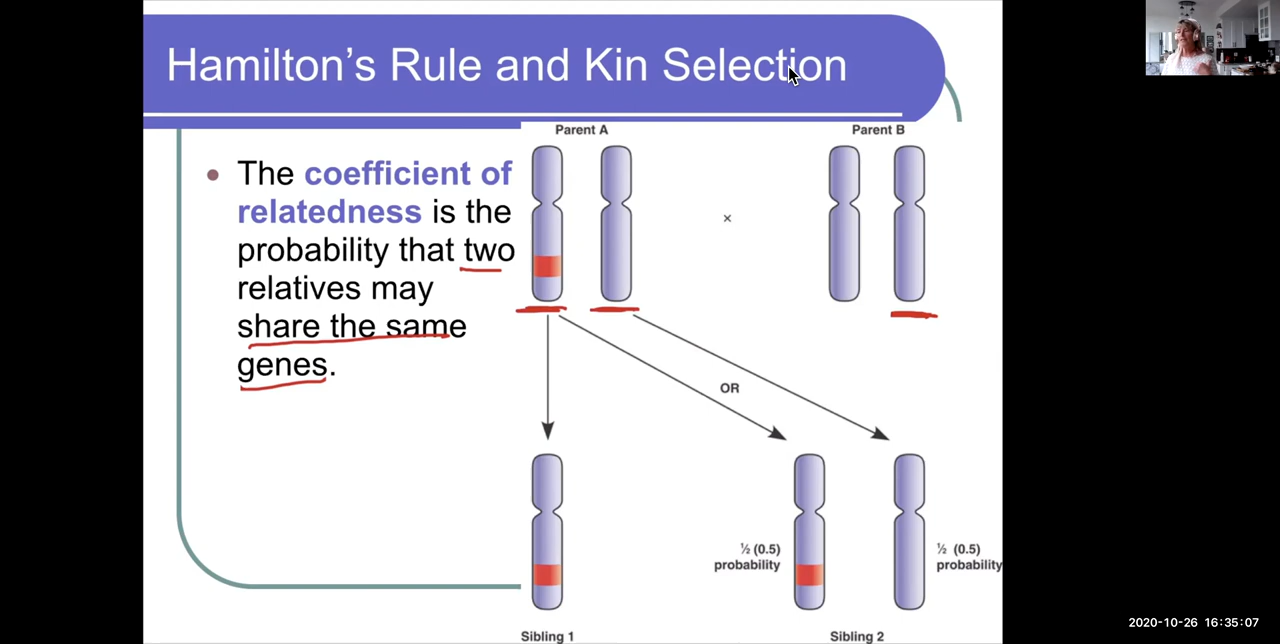 Hamilton's Rule and Kin Selection
• The coefficient of
relatedness is the
probability that two
relatives may
share the same
genes.
Parent A
Parent B
×
OR
½ (0.5)
probability
½ (0.5)
probability
Sibling 1
Sibling 2
2020-10-26 16:35:07